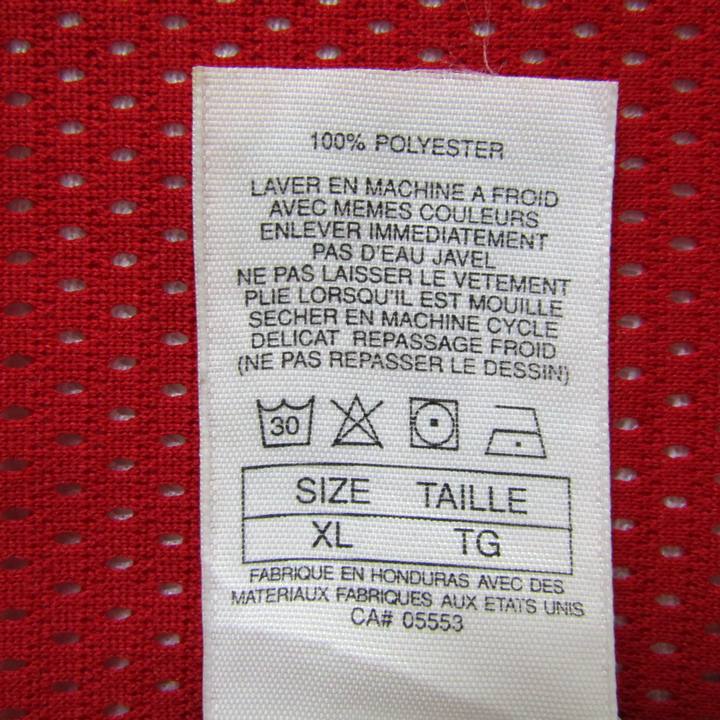 100% POLYESTER
LAVER EN MACHINE A FROID
AVEC MEMES COULEURS
ENLEVER IMMEDIATEMENT
PAS D'EAU JAVEL
NE PAS LAISSER LE VETEMENT
PLIE LORSQU'IL EST MOUILLE
SECHER EN MACHINE CYCLE
DELICAT REPASSAGE FROID
(NE PAS REPASSER LE DESSIN)
30
SIZE TAILLE
XL TG
FABRIQUE EN HONDURAS AVEC DES
MATERIAUX FABRIQUES AUX ETATS UNIS
CA# 05553